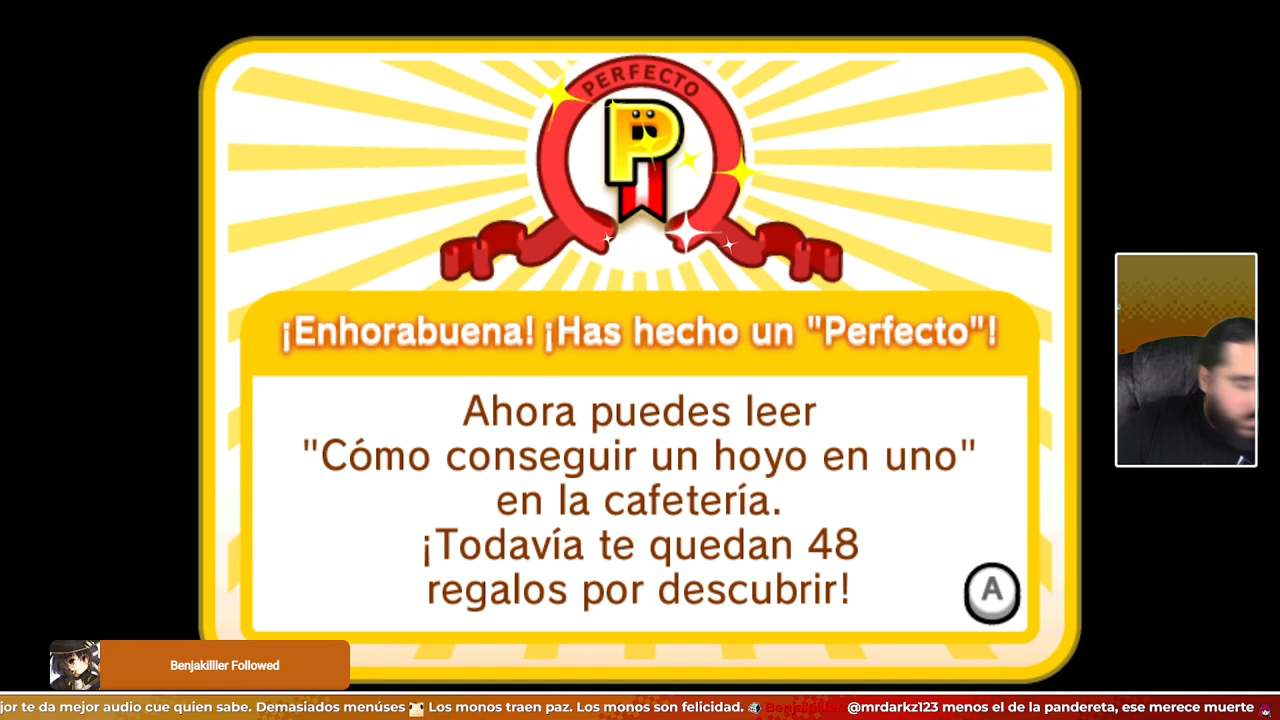 PERFECTO
P
¡Enhorabuena! ¡Has hecho un "Perfecto"!
Ahora puedes leer
"Cómo conseguir un hoyo en uno"
en la cafetería.
¡Todavía te quedan 48
regalos por descubrir!
A
Benjakilller Followed
jor te da mejor audio cue quien sabe. Demasiados menúses Los monos traen paz. Los monos son felicidad. @mrdarkz123 menos el de la pandereta, ese merece muerte